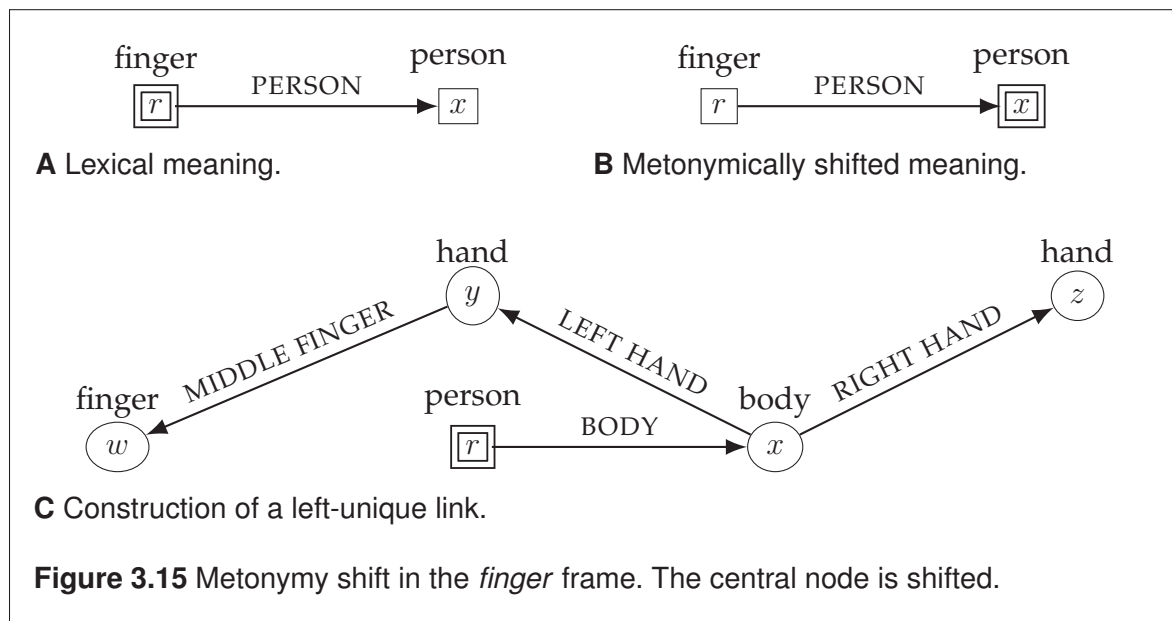 finger person finger person
r PERSON x r PERSON x
A Lexical meaning. B Metonymically shifted meaning.
hand hand
y z
MIDDLE FINGER LEFT HAND RIGHT HAND
finger person body
w r BODY x
C Construction of a left-unique link.
Figure 3.15 Metonymy shift in the finger frame. The central node is shifted.